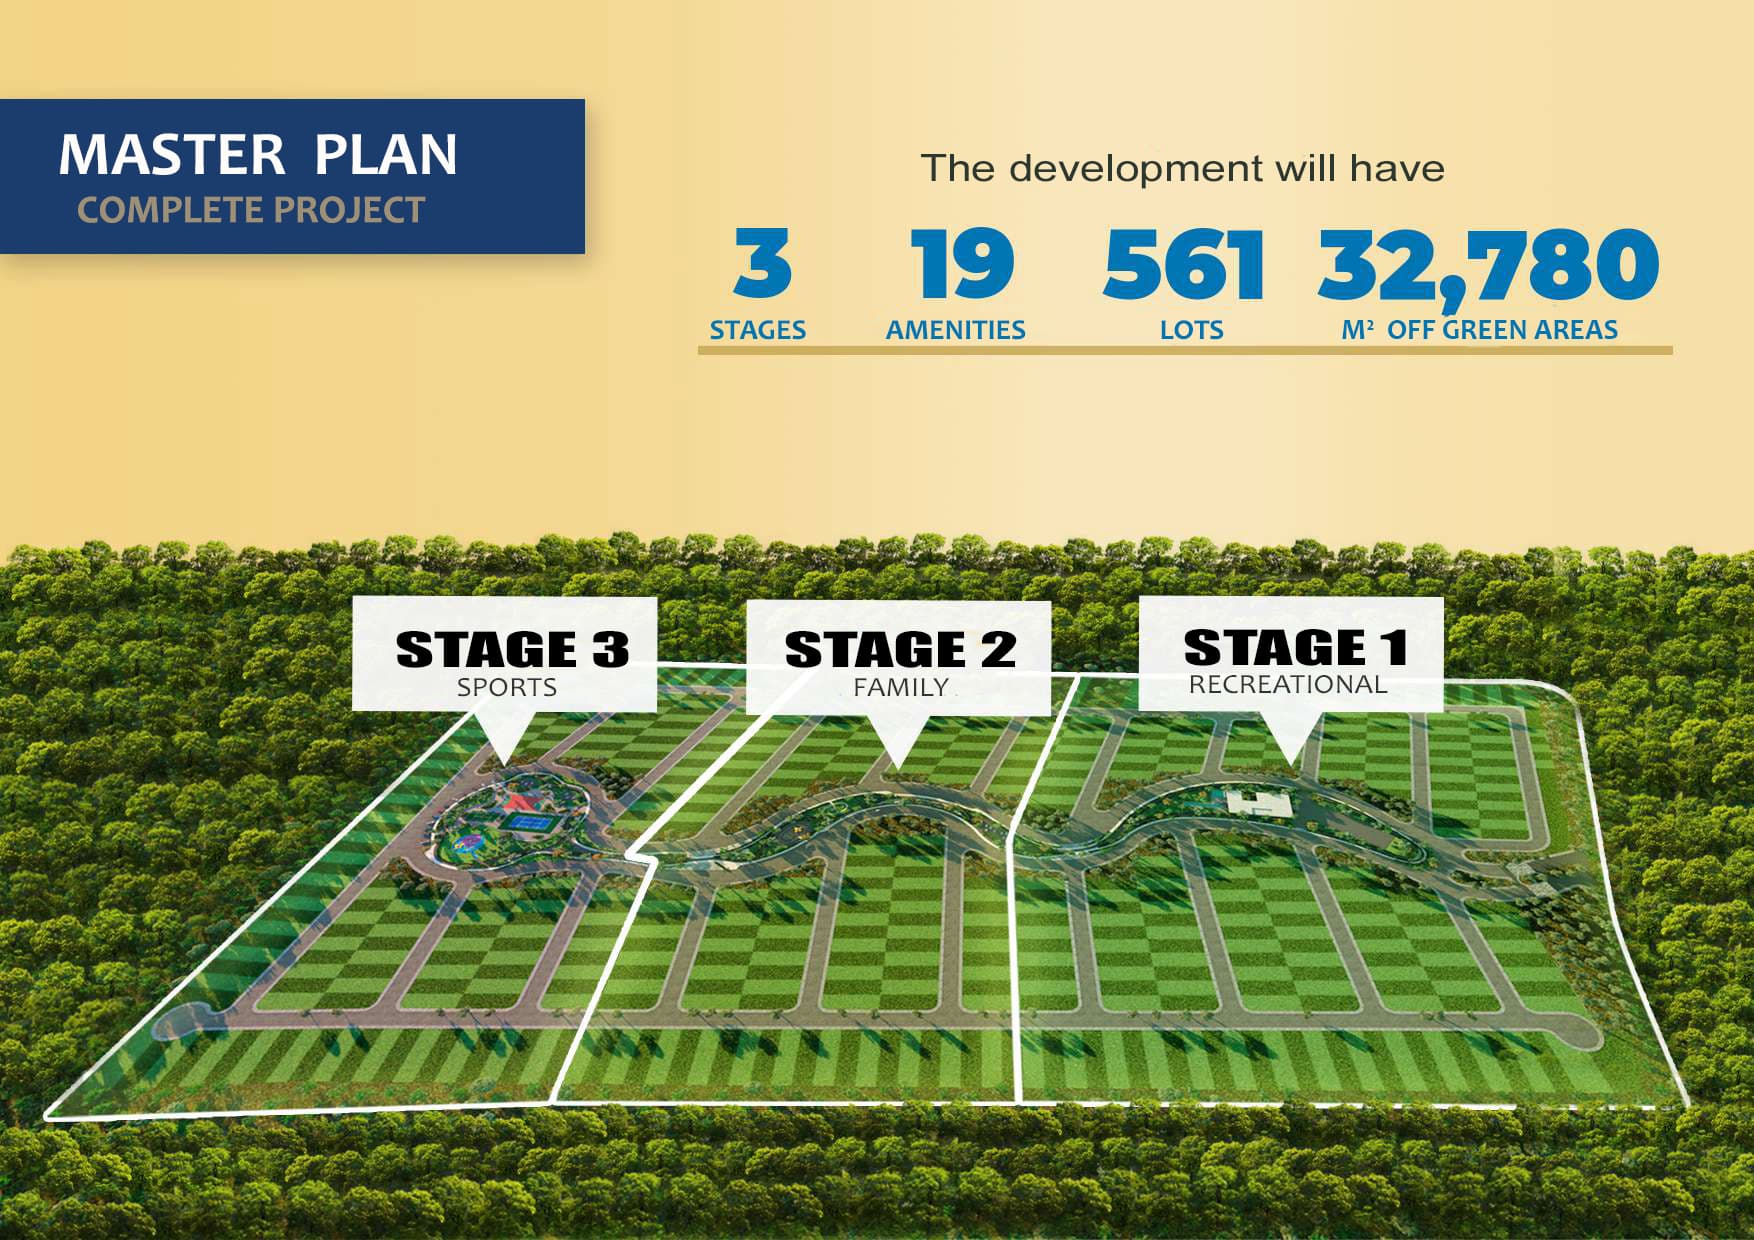 MASTER PLAN
COMPLETE PROJECT
The development will have
3 19 561 32,780
STAGES AMENITIES LOTS M² OFF GREEN AREAS
STAGE 3
SPORTS
STAGE 2
FAMILY
STAGE 1
RECREATIONAL